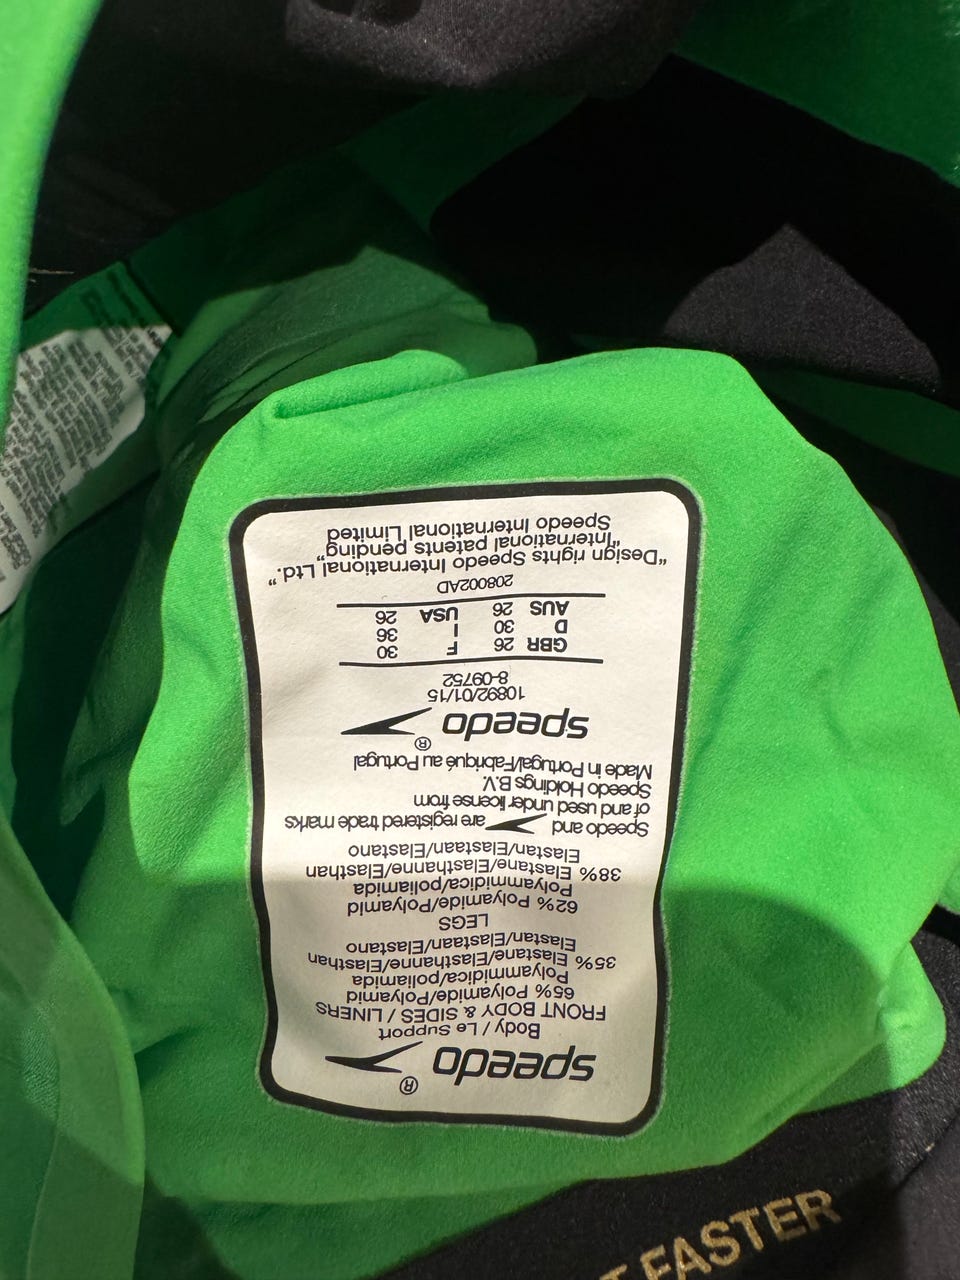 speedo®
Body / Le Support
FRONT BODY & SIDES / LINERS
65% Polyamide/Polyamid
Polyammidica/poliamida
35% Elastane/Elasthanne/Elasthan
Elastan/Elastaan/Elastano
LEGS
62% Polyamide/Polyamid
Polyammidica/poliamida
38% Elastane/Elasthanne/Elasthan
Elastan/Elastaan/Elastano
Speedo and are registered trade marks
of and used under license from
Speedo Holdings B.V.
Made in Portugal/Fabriqué au Portugal
speedo®
10892/01/15
8-09752
GBR 26 F 30
D 30 I 36
AUS 26 USA 26
208002AD
“Design rights Speedo International Ltd.”
“International patents pending”
Speedo International Limited
FASTER